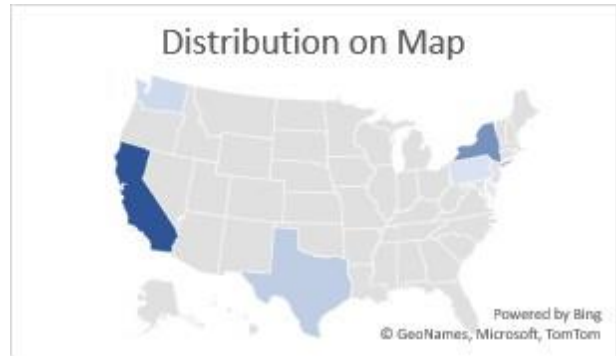 Distribution on Map
Powered by Bing
© GeoNames, Microsoft, TomTom